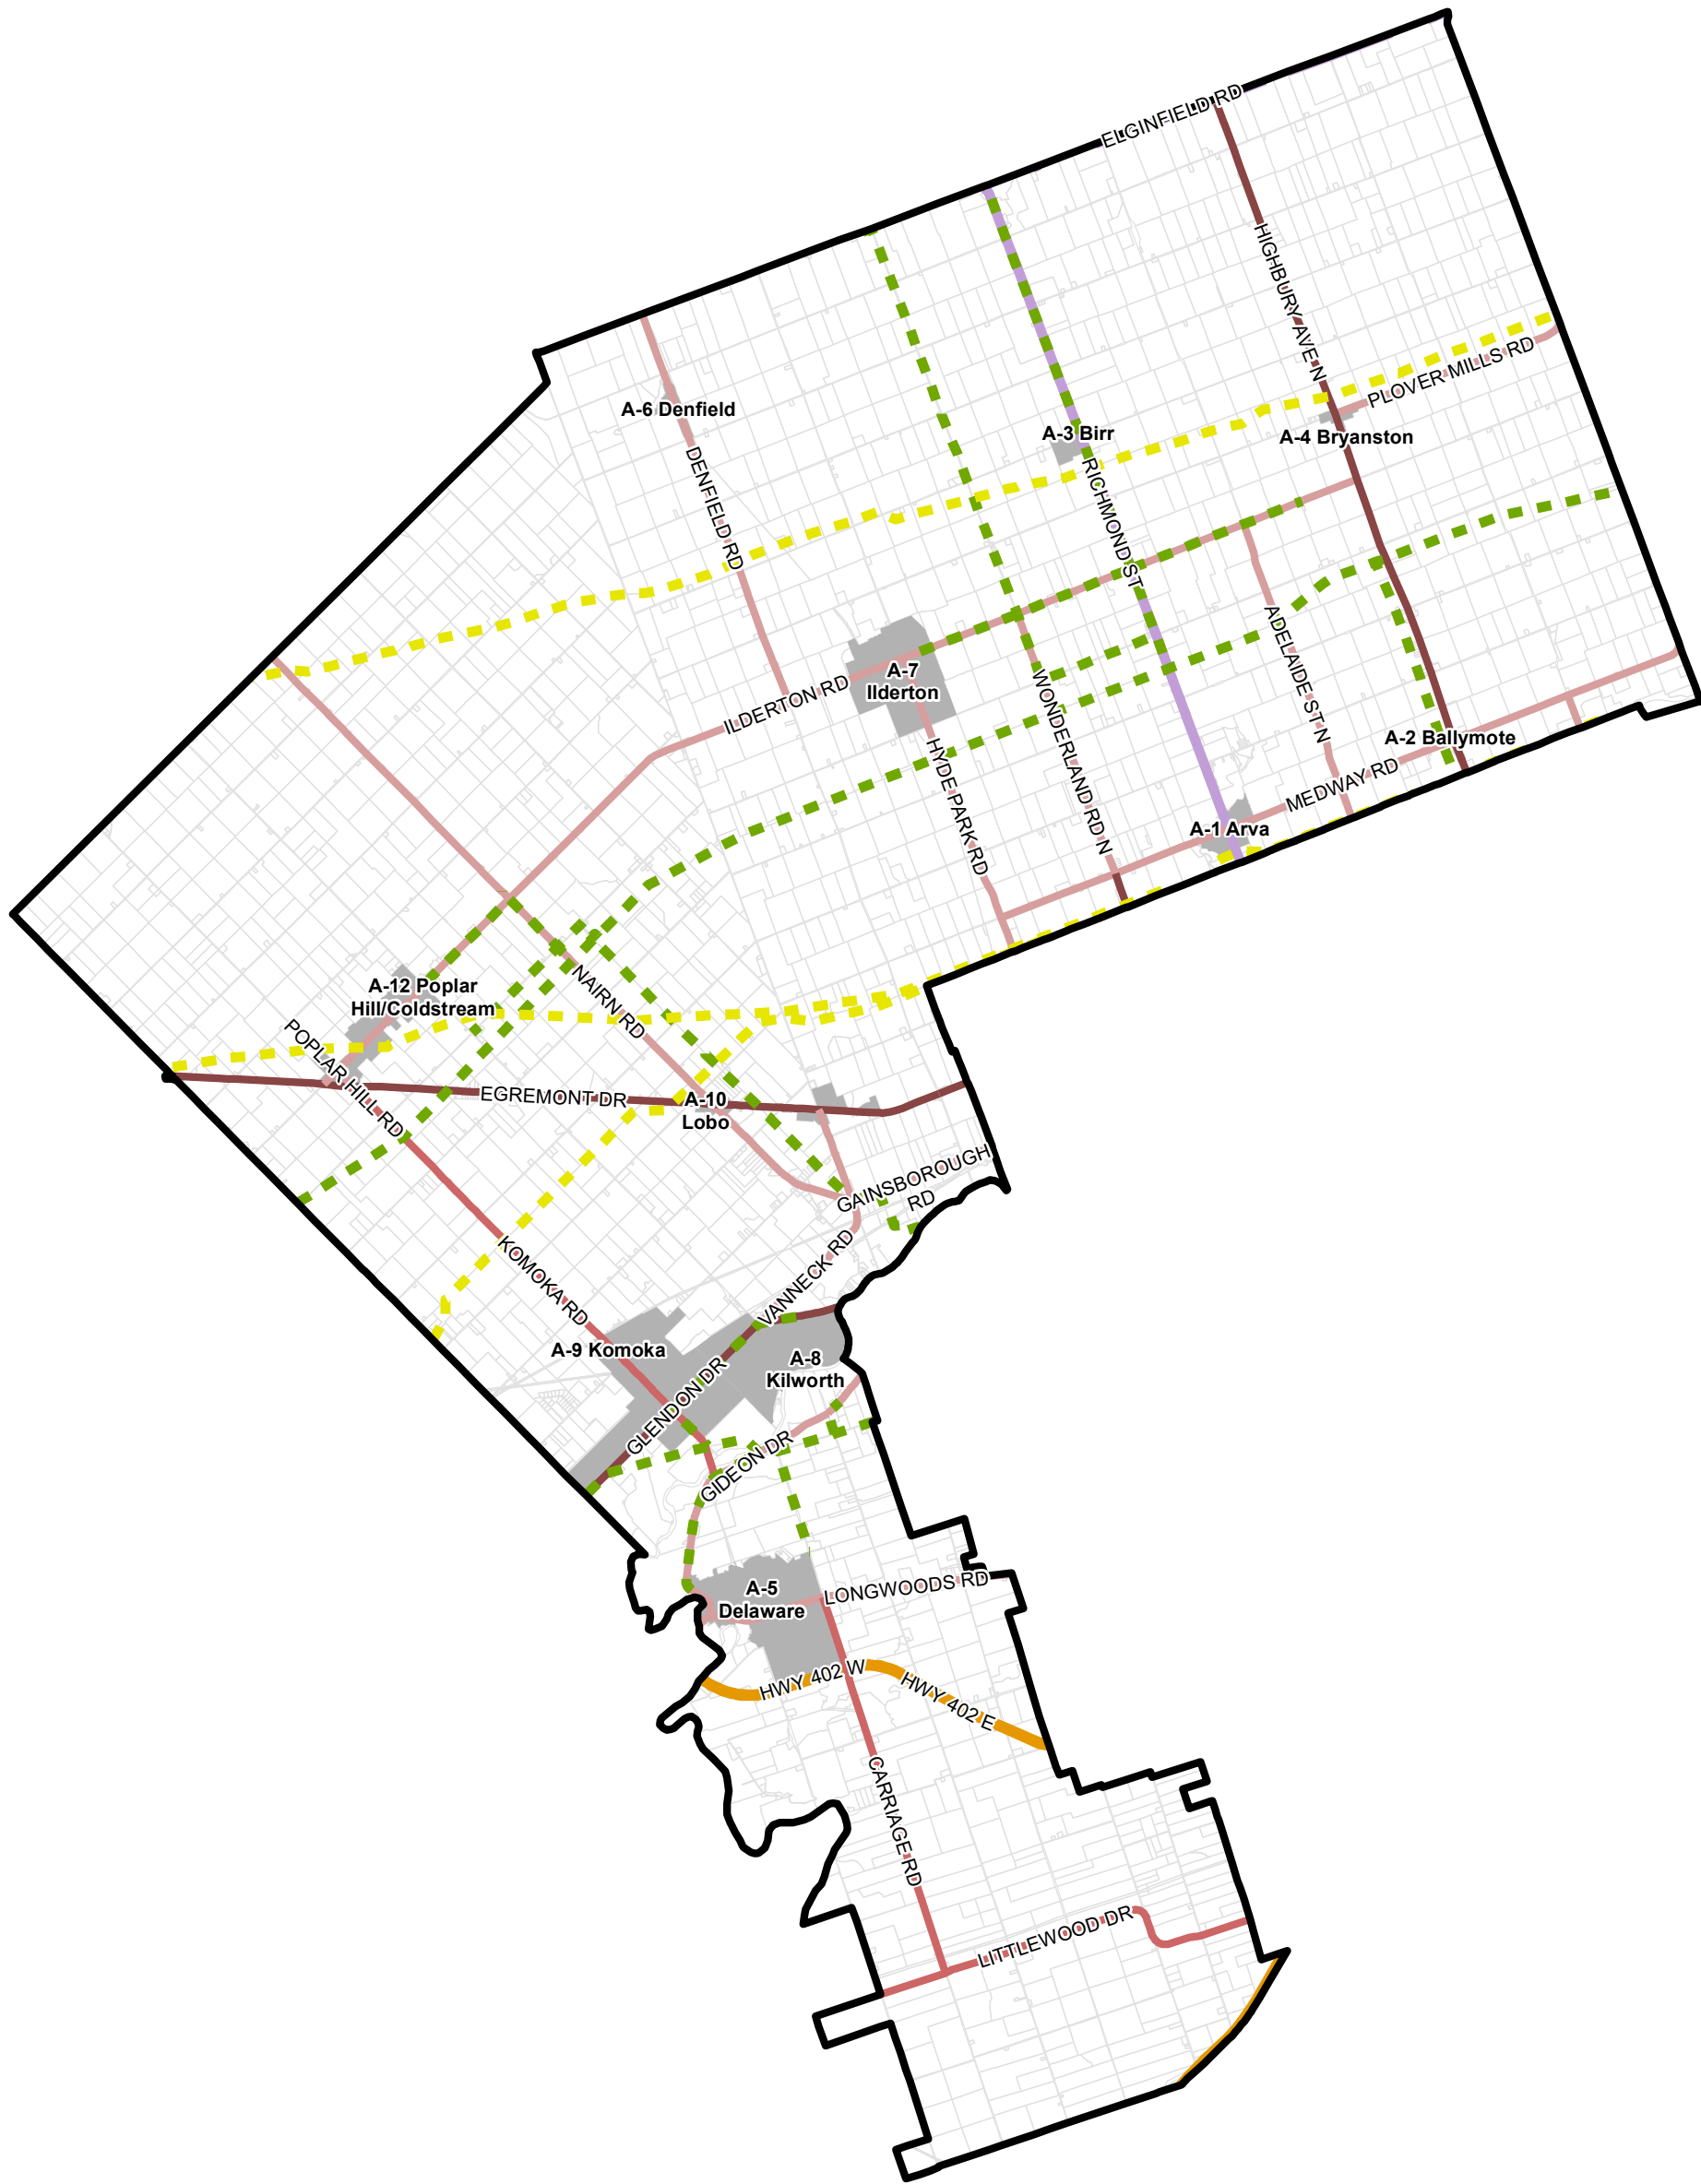 ELGINFIELD RD
HIGHBURY AVE N
PLOVER MILLS RD
A-6 Denfield
A-3 Birr
A-4 Bryanston
DENFIELD RD
RICHMOND ST
ADELAIDE ST N
A-7
Ilderton
ILDERTON RD
WONDERLAND RD N
HYDE PARK RD
A-2 Ballymote
MEDWAY RD
A-1 Arva
A-12 Poplar
Hill/Coldstream
NAIRN RD
POPLAR HILL RD
EGREMONT DR
A-10
Lobo
GAINSBOROUGH
RD
KOMOKA RD
VANNECK RD
A-9 Komoka
A-8
Kilworth
GLENDON DR
GIDEON DR
A-5
Delaware
LONGWOODS RD
HWY 402 W
HWY 402 E
CARRIAGE RD
LITTLEWOOD DR